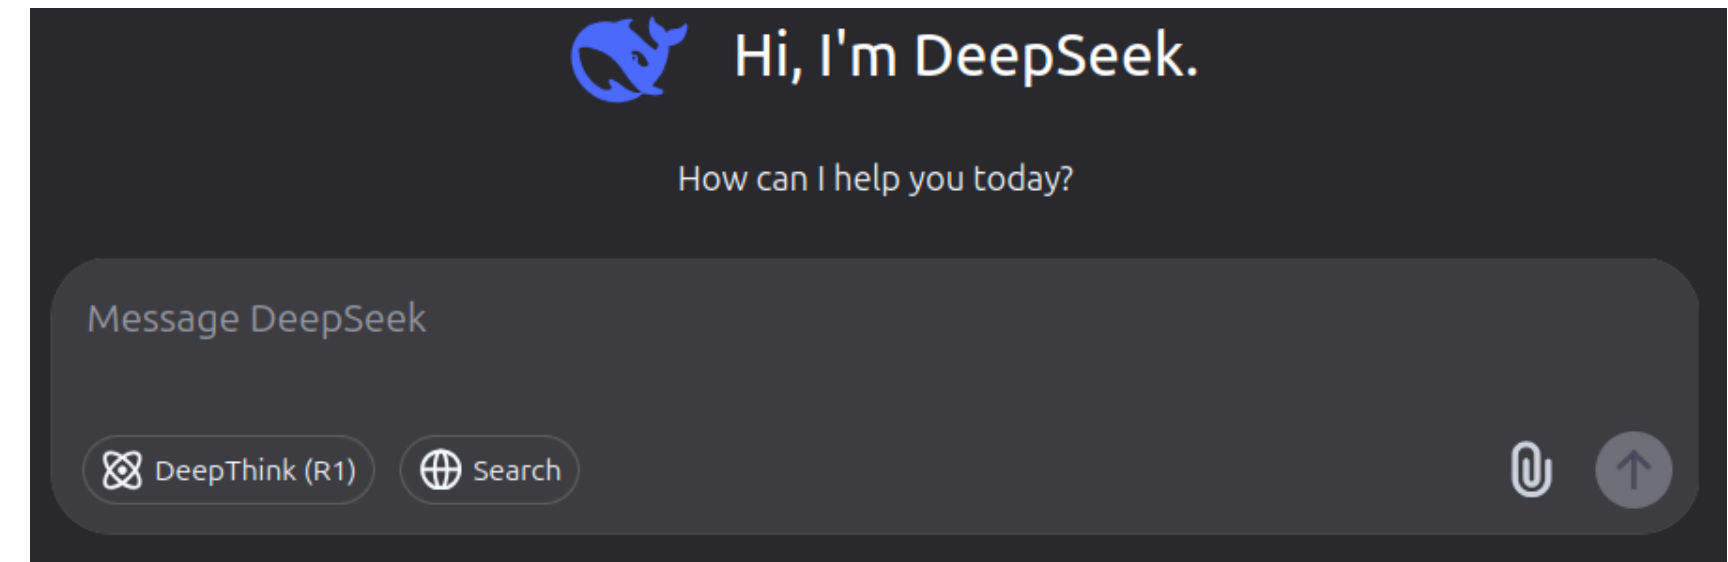 Hi, I'm DeepSeek.
How can I help you today?
Message DeepSeek
DeepThink (R1) Search